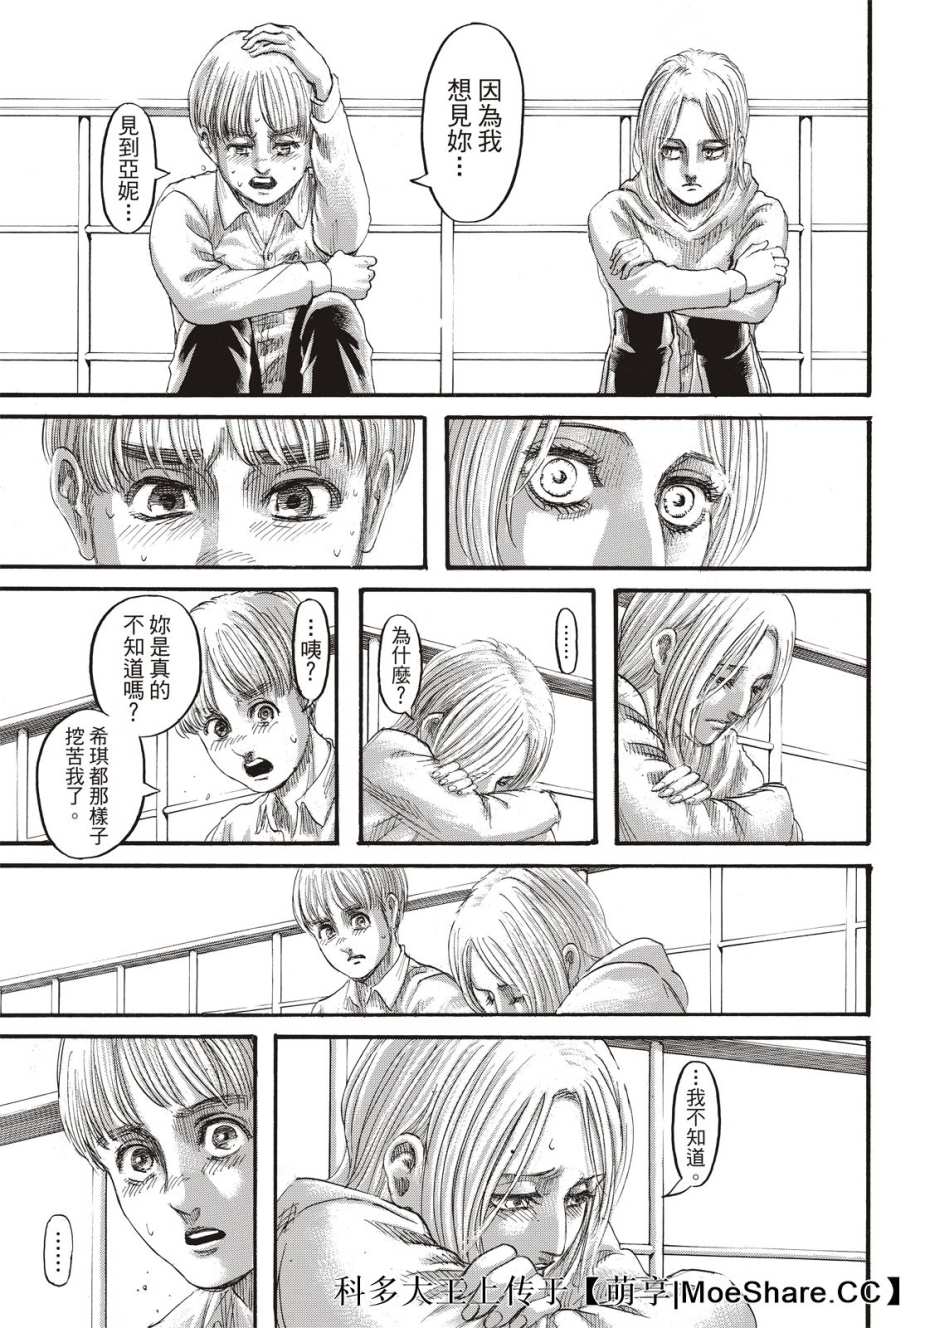 因為我
想見妳…
見到亞妮…
……
為什麼？
…咦？
妳是真的
不知道嗎？
希琪都那樣子
挖苦我了。
…我不知道。
……
科多大王上传于【萌享|MoeShare.CC】